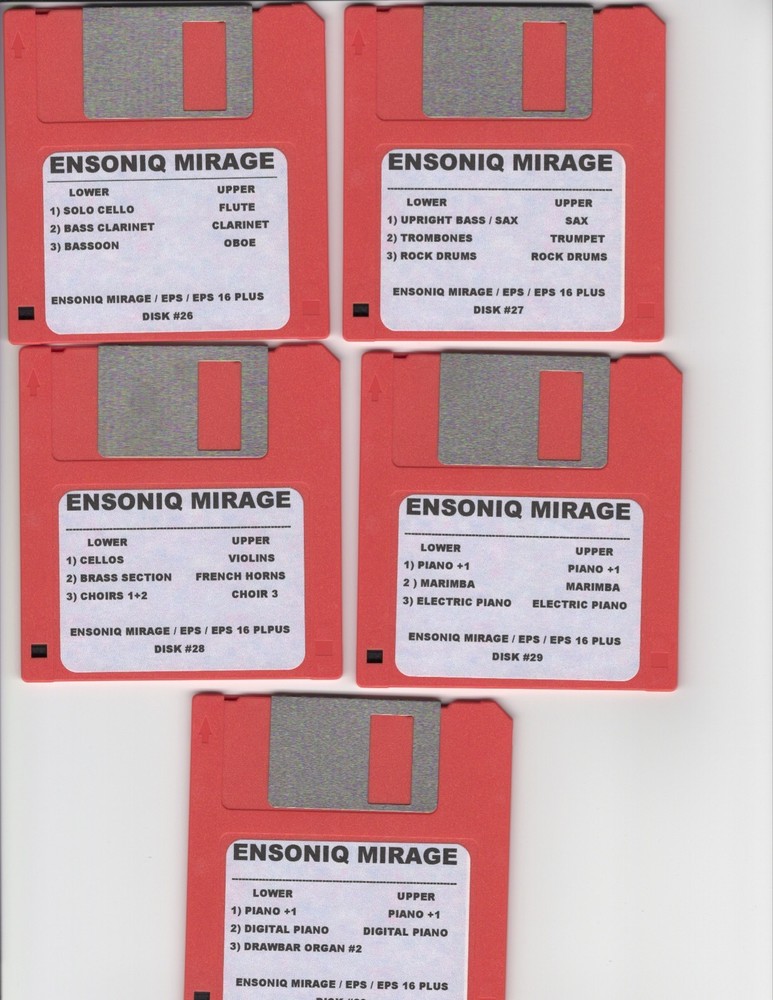 ENSONIQ MIRAGE
LOWER UPPER
1) SOLO CELLO FLUTE
2) BASS CLARINET CLARINET
3) BASSOON OBOE
ENSONIQ MIRAGE / EPS / EPS 16 PLUS
DISK #26
ENSONIQ MIRAGE
LOWER UPPER
1) UPRIGHT BASS / SAX SAX
2) TROMBONES TRUMPET
3) ROCK DRUMS ROCK DRUMS
ENSONIQ MIRAGE / EPS / EPS 16 PLUS
DISK #27
ENSONIQ MIRAGE
LOWER UPPER
1) CELLOS VIOLINS
2) BRASS SECTION FRENCH HORNS
3) CHOIRS 1+2 CHOIR 3
ENSONIQ MIRAGE / EPS / EPS 16 PLPUS
DISK #28
ENSONIQ MIRAGE
LOWER UPPER
1) PIANO +1 PIANO +1
2 ) MARIMBA MARIMBA
3) ELECTRIC PIANO ELECTRIC PIANO
ENSONIQ MIRAGE / EPS / EPS 16 PLUS
DISK #29
ENSONIQ MIRAGE
LOWER UPPER
1) PIANO +1 PIANO +1
2) DIGITAL PIANO DIGITAL PIANO
3) DRAWBAR ORGAN #2
ENSONIQ MIRAGE / EPS / EPS 16 PLUS
DISK